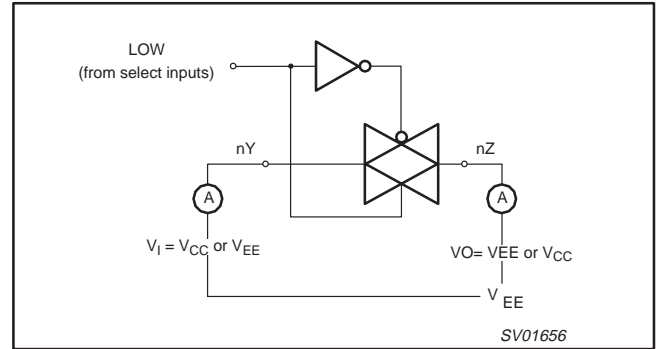 LOW
(from select inputs)
nY
nZ
A
A
V_I = V_CC or V_EE
VO= VEE or V_CC
V_EE
SV01656